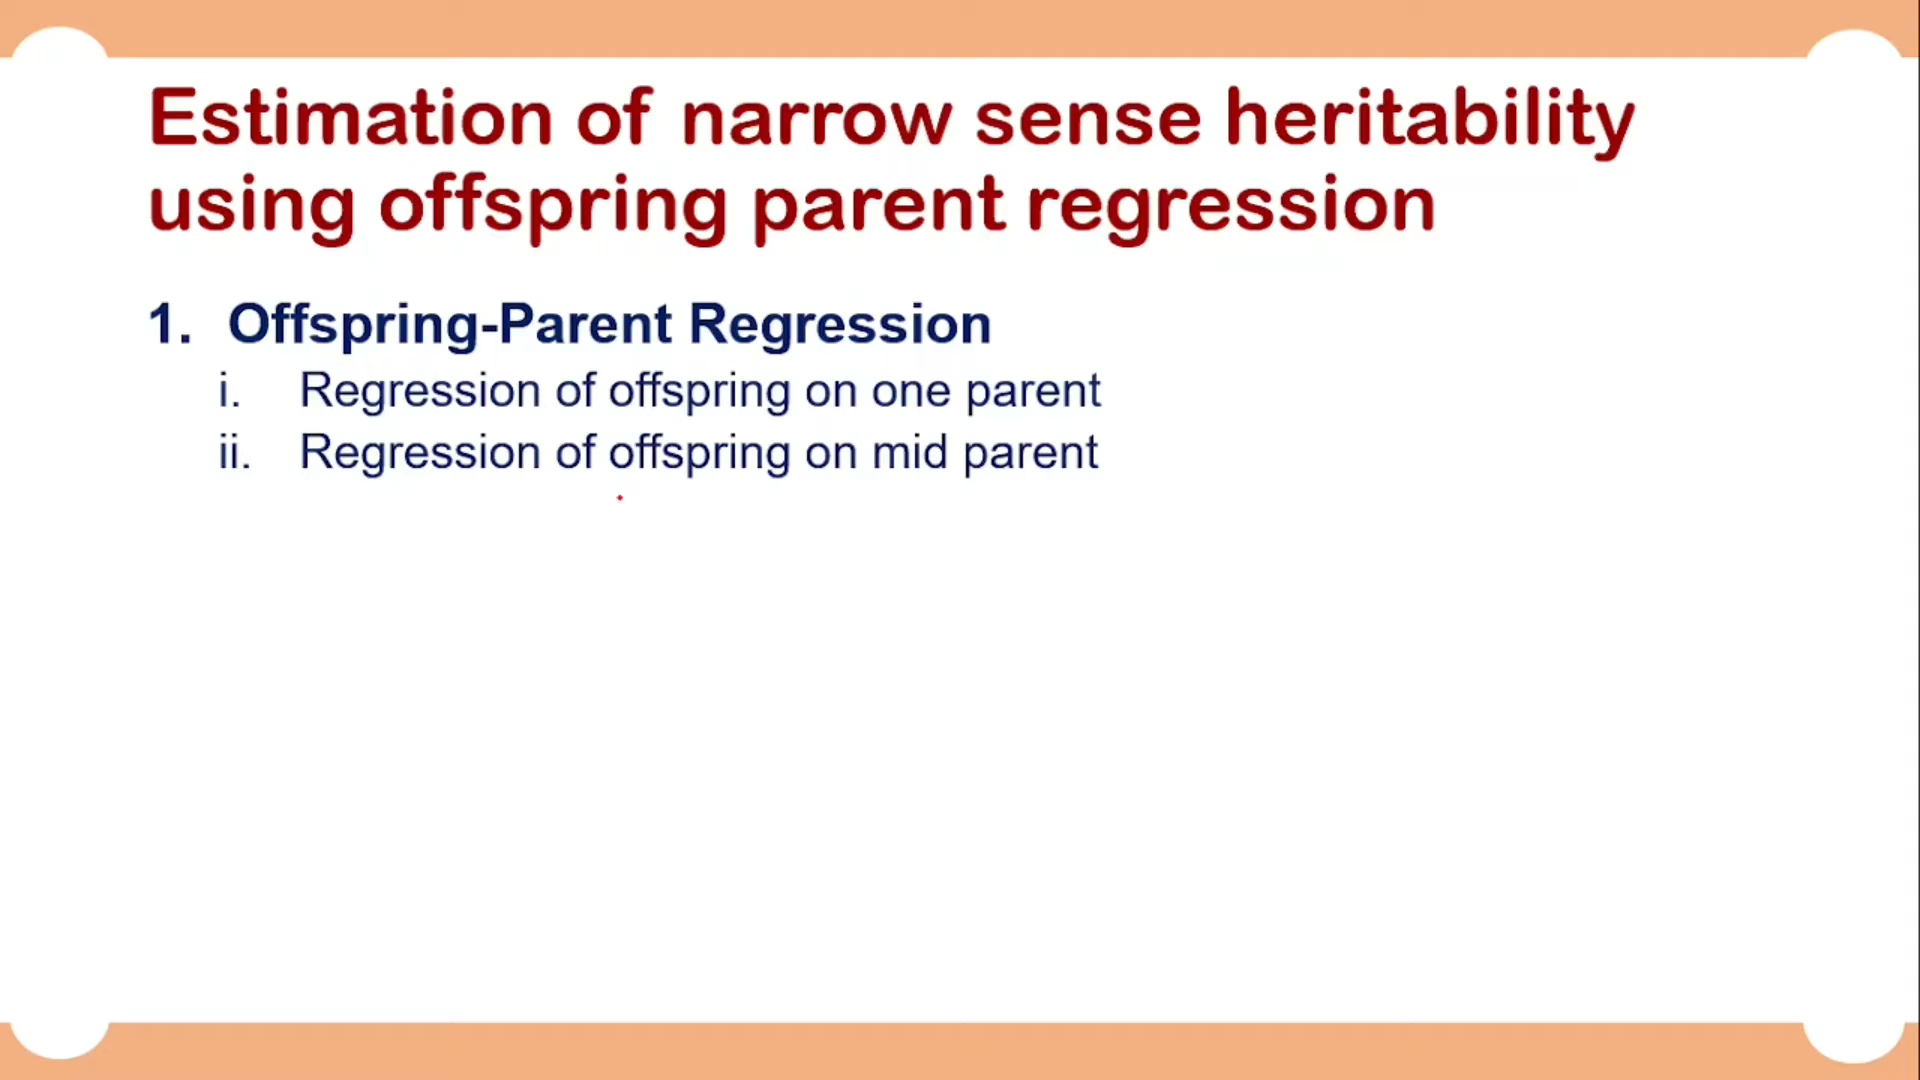 Estimation of narrow sense heritability
using offspring parent regression
1. Offspring-Parent Regression
i. Regression of offspring on one parent
ii. Regression of offspring on mid parent